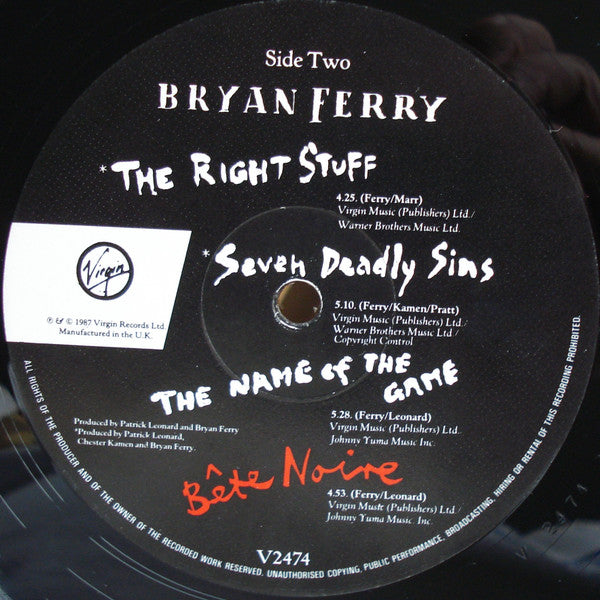 Side Two
BRYAN FERRY
*THE RIGHT STUFF
4.25. (Ferry/Marr)
Virgin Music (Publishers) Ltd./
Warner Brothers Music Ltd.
*Seven Deadly Sins
5.10. (Ferry/Kamen/Pratt)
Virgin Music (Publishers) Ltd./
Warner Brothers Music Ltd./
Copyright Control
Virgin
℗ & © 1987 Virgin Records Ltd
Manufactured in the U.K.
THE NAME of THE
GAME
5.28. (Ferry/Leonard)
Virgin Music (Publishers) Ltd./
Johnny Yuma Music Inc.
Produced by Patrick Leonard and Bryan Ferry
*Produced by Patrick Leonard,
Chester Kamen and Bryan Ferry.
Bête Noire
4.53. (Ferry/Leonard)
Virgin Music (Publishers) Ltd./
Johnny Yuma Music Inc.
V2474
ALL RIGHTS OF THE PRODUCER AND OF THE OWNER OF THE RECORDED WORK RESERVED. UNAUTHORISED COPYING, PUBLIC PERFORMANCE, BROADCASTING, HIRING OR RENTAL OF THIS RECORDING PROHIBITED.
V 2474